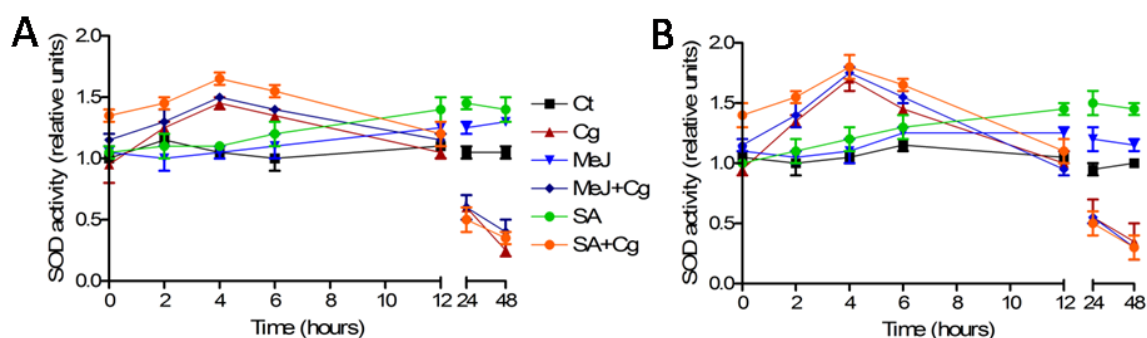 A
SOD activity (relative units)
2.0
1.5
1.0
0.5
0.0
0 2 4 6 8 10 12 24 48
Time (hours)
Ct
Cg
MeJ
MeJ+Cg
SA
SA+Cg
B
SOD activity (relative units)
2.0
1.5
1.0
0.5
0.0
0 2 4 6 8 10 12 24 48
Time (hours)